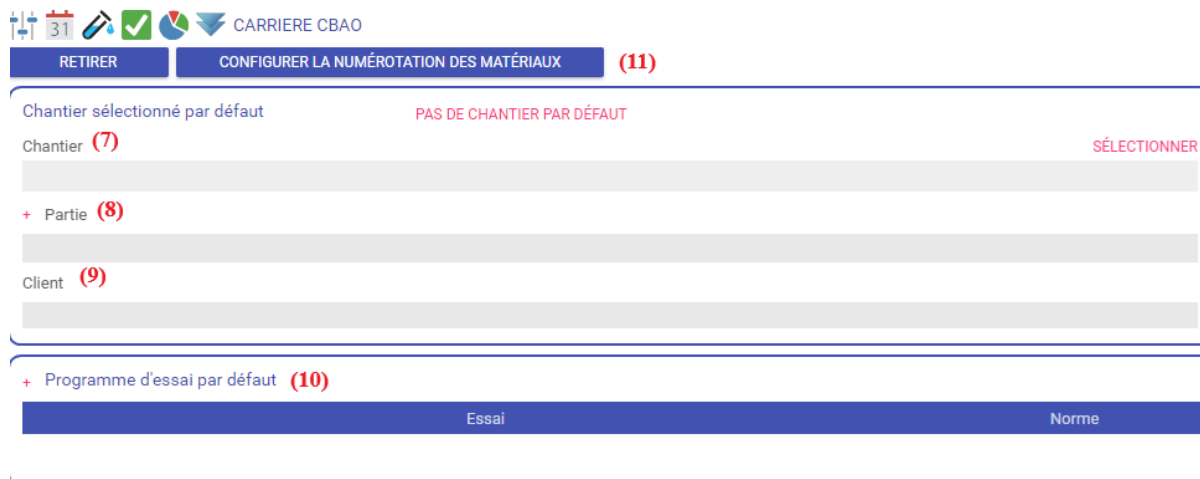 31 CARRIERE CBAO
RETIRER CONFIGURER LA NUMÉROTATION DES MATÉRIAUX (11)
Chantier sélectionné par défaut PAS DE CHANTIER PAR DÉFAUT
Chantier (7) SÉLECTIONNER
+ Partie (8)
Client (9)
+ Programme d'essai par défaut (10)
Essai Norme